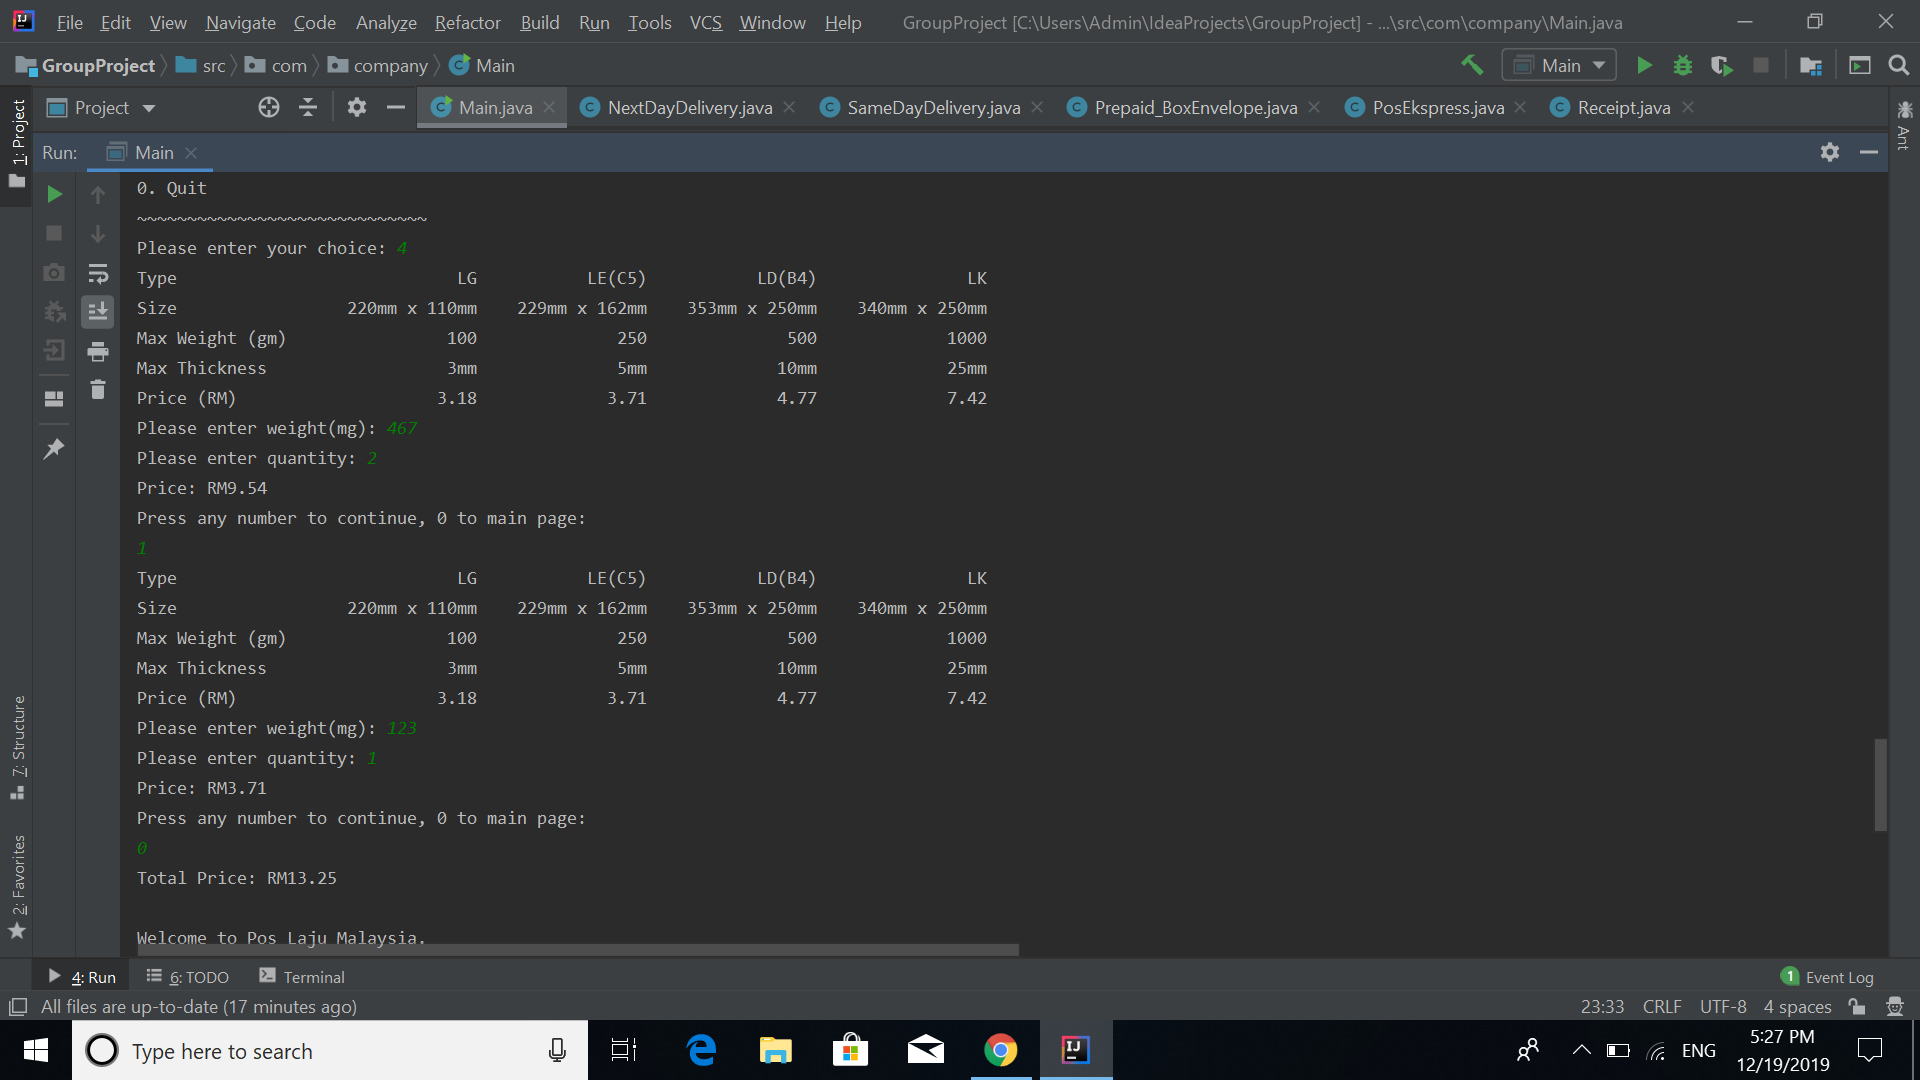 File Edit View Navigate Code Analyze Refactor Build Run Tools VCS Window Help GroupProject [C:\Users\Admin\IdeaProjects\GroupProject] - ...\src\com\company\Main.java
GroupProject src com company Main Main
Project Main.java NextDayDelivery.java SameDayDelivery.java Prepaid_BoxEnvelope.java PosEkspress.java Receipt.java
1: Project
Ant
Run: Main
0. Quit
~~~~~~~~~~~~~~~~~~~~~~~~~~~~~
Please enter your choice: 4
Type LG LE(C5) LD(B4) LK
Size 220mm x 110mm 229mm x 162mm 353mm x 250mm 340mm x 250mm
Max Weight (gm) 100 250 500 1000
Max Thickness 3mm 5mm 10mm 25mm
Price (RM) 3.18 3.71 4.77 7.42
Please enter weight(mg): 467
Please enter quantity: 2
Price: RM9.54
Press any number to continue, 0 to main page:
1
Type LG LE(C5) LD(B4) LK
Size 220mm x 110mm 229mm x 162mm 353mm x 250mm 340mm x 250mm
Max Weight (gm) 100 250 500 1000
Max Thickness 3mm 5mm 10mm 25mm
Price (RM) 3.18 3.71 4.77 7.42
Please enter weight(mg): 123
Please enter quantity: 1
Price: RM3.71
Press any number to continue, 0 to main page:
0
Total Price: RM13.25
Welcome to Pos Laju Malaysia.
7: Structure
2: Favorites
4: Run 6: TODO Terminal 1 Event Log
All files are up-to-date (17 minutes ago) 23:33 CRLF UTF-8 4 spaces
Type here to search ENG 5:27 PM
12/19/2019